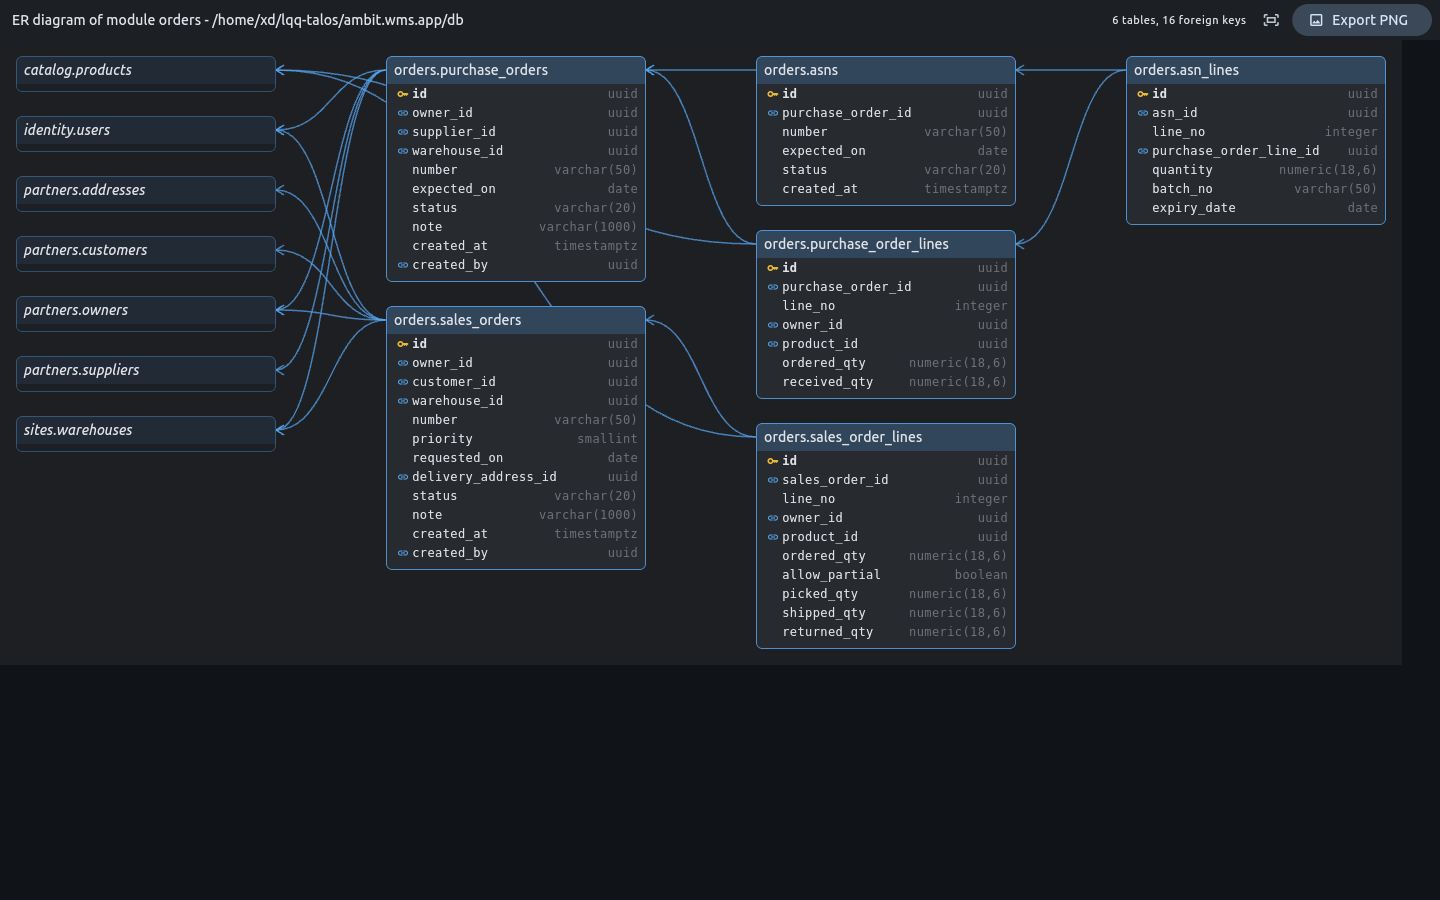 ER diagram of module orders - /home/xd/lqq-talos/ambit.wms.app/db
6 tables, 16 foreign keys
Export PNG
catalog.products
identity.users
partners.addresses
partners.customers
partners.owners
partners.suppliers
sites.warehouses
orders.purchase_orders
id uuid
owner_id uuid
supplier_id uuid
warehouse_id uuid
number varchar(50)
expected_on date
status varchar(20)
note varchar(1000)
created_at timestamptz
created_by uuid
orders.sales_orders
id uuid
owner_id uuid
customer_id uuid
warehouse_id uuid
number varchar(50)
priority smallint
requested_on date
delivery_address_id uuid
status varchar(20)
note varchar(1000)
created_at timestamptz
created_by uuid
orders.asns
id uuid
purchase_order_id uuid
number varchar(50)
expected_on date
status varchar(20)
created_at timestamptz
orders.purchase_order_lines
id uuid
purchase_order_id uuid
line_no integer
owner_id uuid
product_id uuid
ordered_qty numeric(18,6)
received_qty numeric(18,6)
orders.sales_order_lines
id uuid
sales_order_id uuid
line_no integer
owner_id uuid
product_id uuid
ordered_qty numeric(18,6)
allow_partial boolean
picked_qty numeric(18,6)
shipped_qty numeric(18,6)
returned_qty numeric(18,6)
orders.asn_lines
id uuid
asn_id uuid
line_no integer
purchase_order_line_id uuid
quantity numeric(18,6)
batch_no varchar(50)
expiry_date date